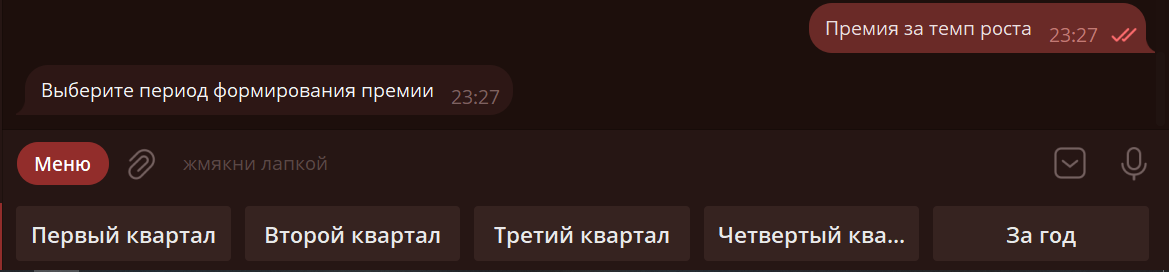 Премия за темп роста 23:27
Выберите период формирования премии 23:27
Меню жмякни лапкой
Первый квартал Второй квартал Третий квартал Четвертый ква... За год